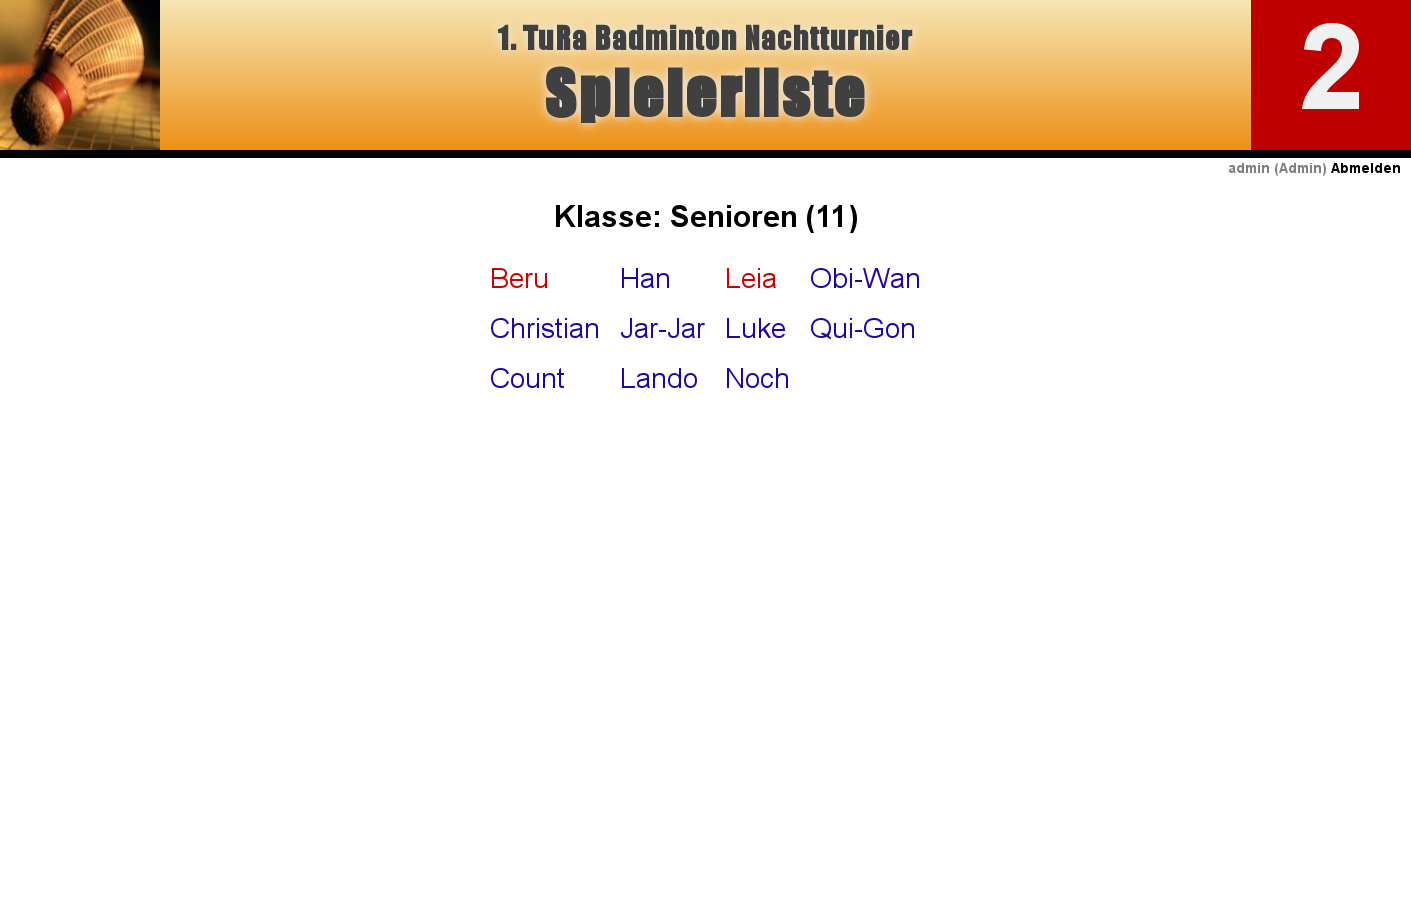 1. TuRa Badminton Nachtturnier
Spielerliste
2
admin (Admin) Abmelden
Klasse: Senioren (11)
Beru Han Leia Obi-Wan
Christian Jar-Jar Luke Qui-Gon
Count Lando Noch